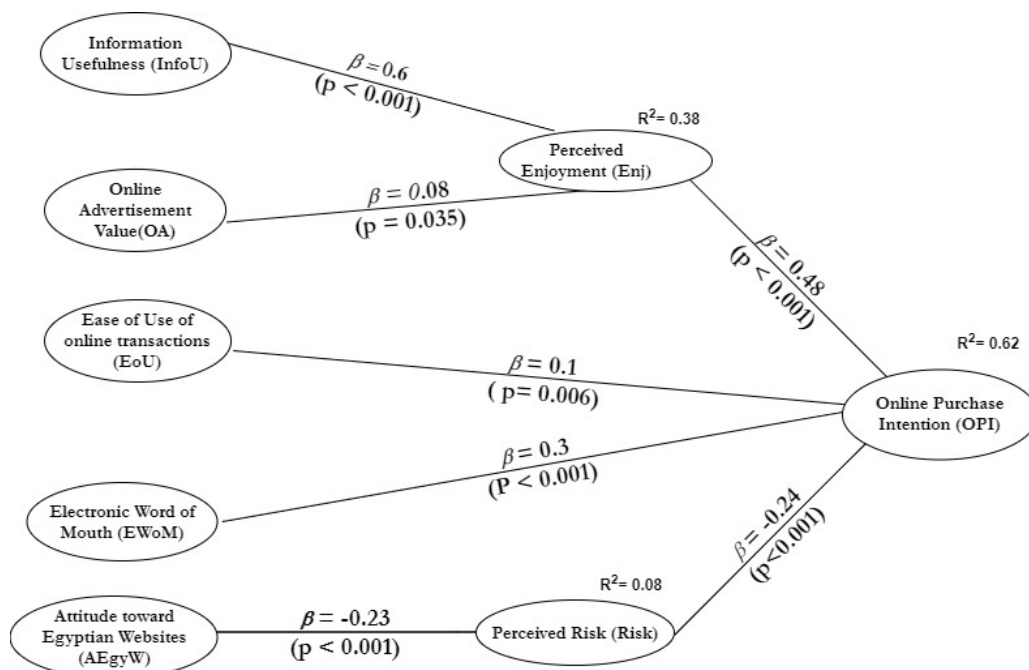 Information
Usefulness (InfoU)
β = 0.6
(p < 0.001)
R²= 0.38
Perceived
Enjoyment (Enj)
Online
Advertisement
Value(OA)
β = 0.08
(p = 0.035)
β = 0.48
(p < 0.001)
Ease of Use of
online transactions
(EoU)
β = 0.1
( p= 0.006)
R²= 0.62
Online Purchase
Intention (OPI)
β = 0.3
(P < 0.001)
Electronic Word of
Mouth (EWoM)
β = -0.24
(p<0.001)
R²= 0.08
Attitude toward
Egyptian Websites
(AEgyW)
β = -0.23
(p < 0.001)
Perceived Risk (Risk)